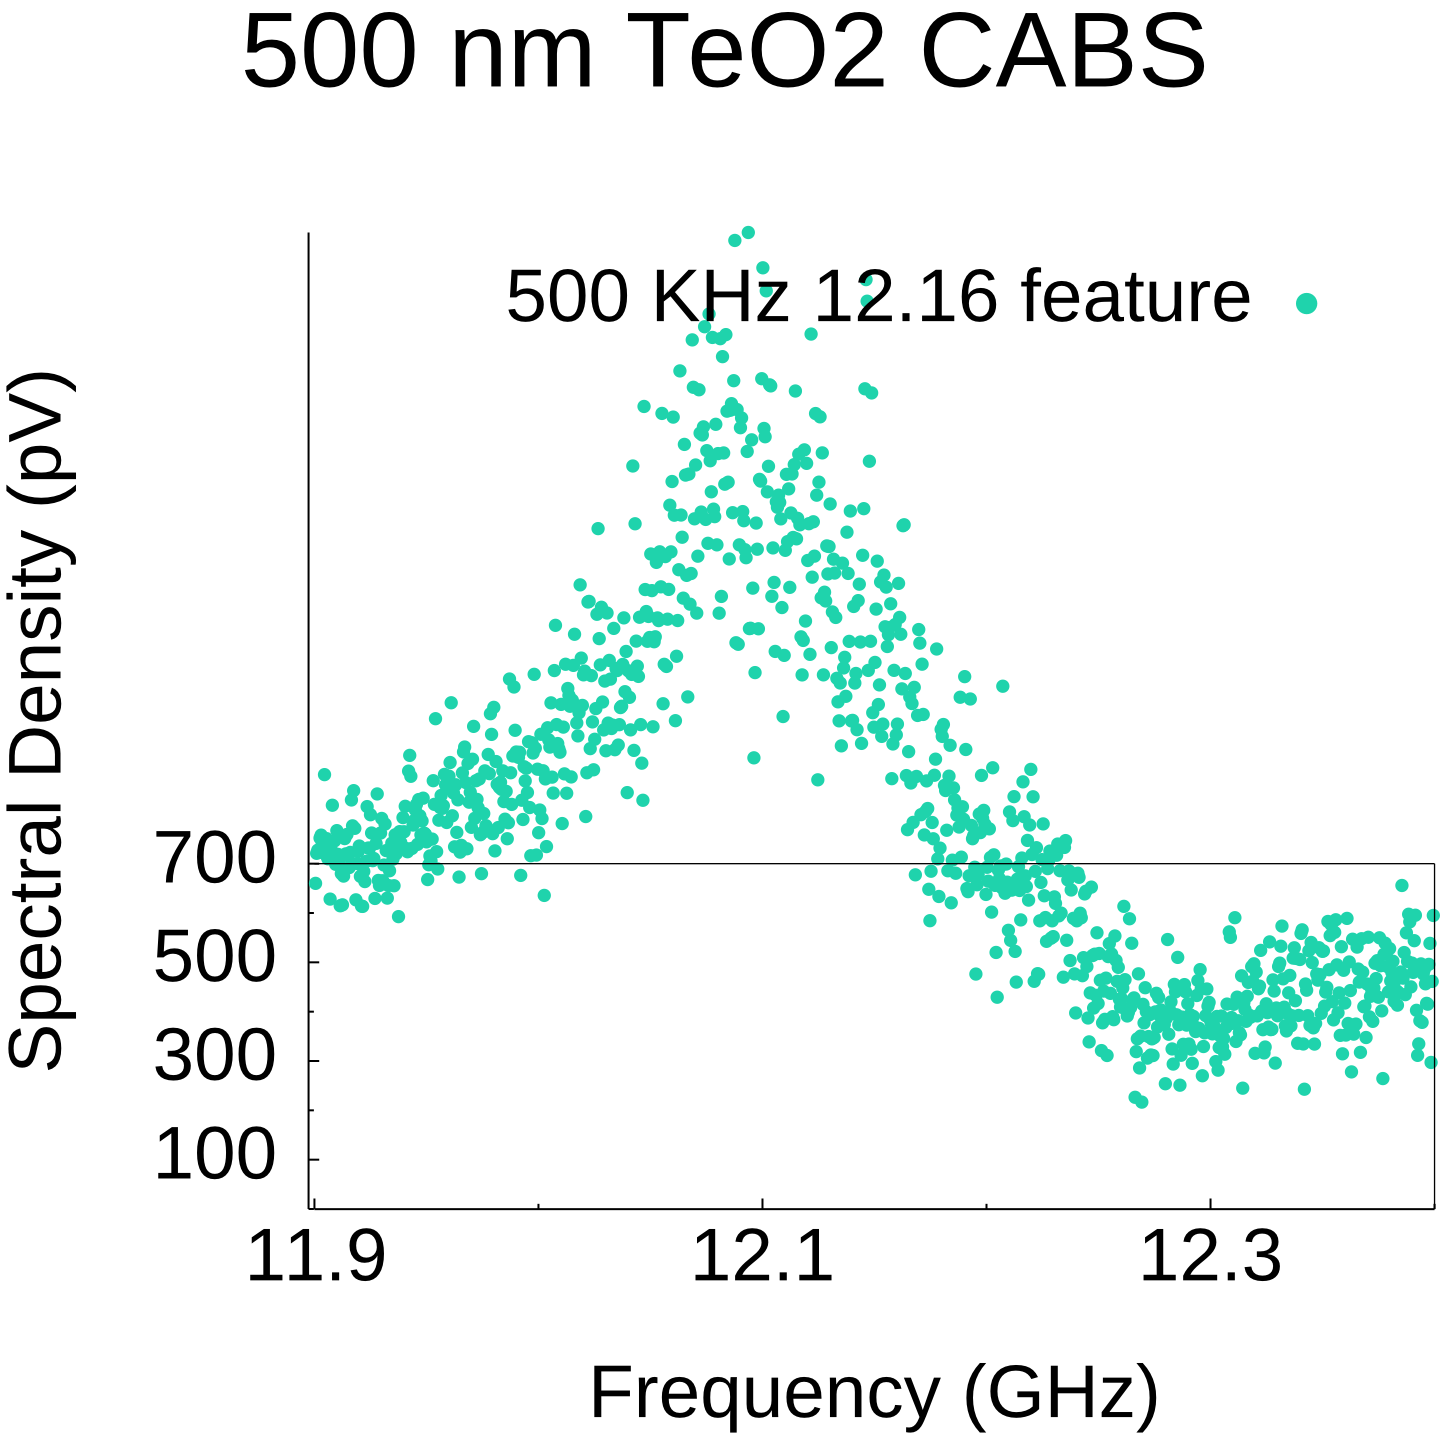 500 nm TeO2 CABS
500 KHz 12.16 feature
Spectral Density (pV)
700
500
300
100
11.9 12.1 12.3
Frequency (GHz)